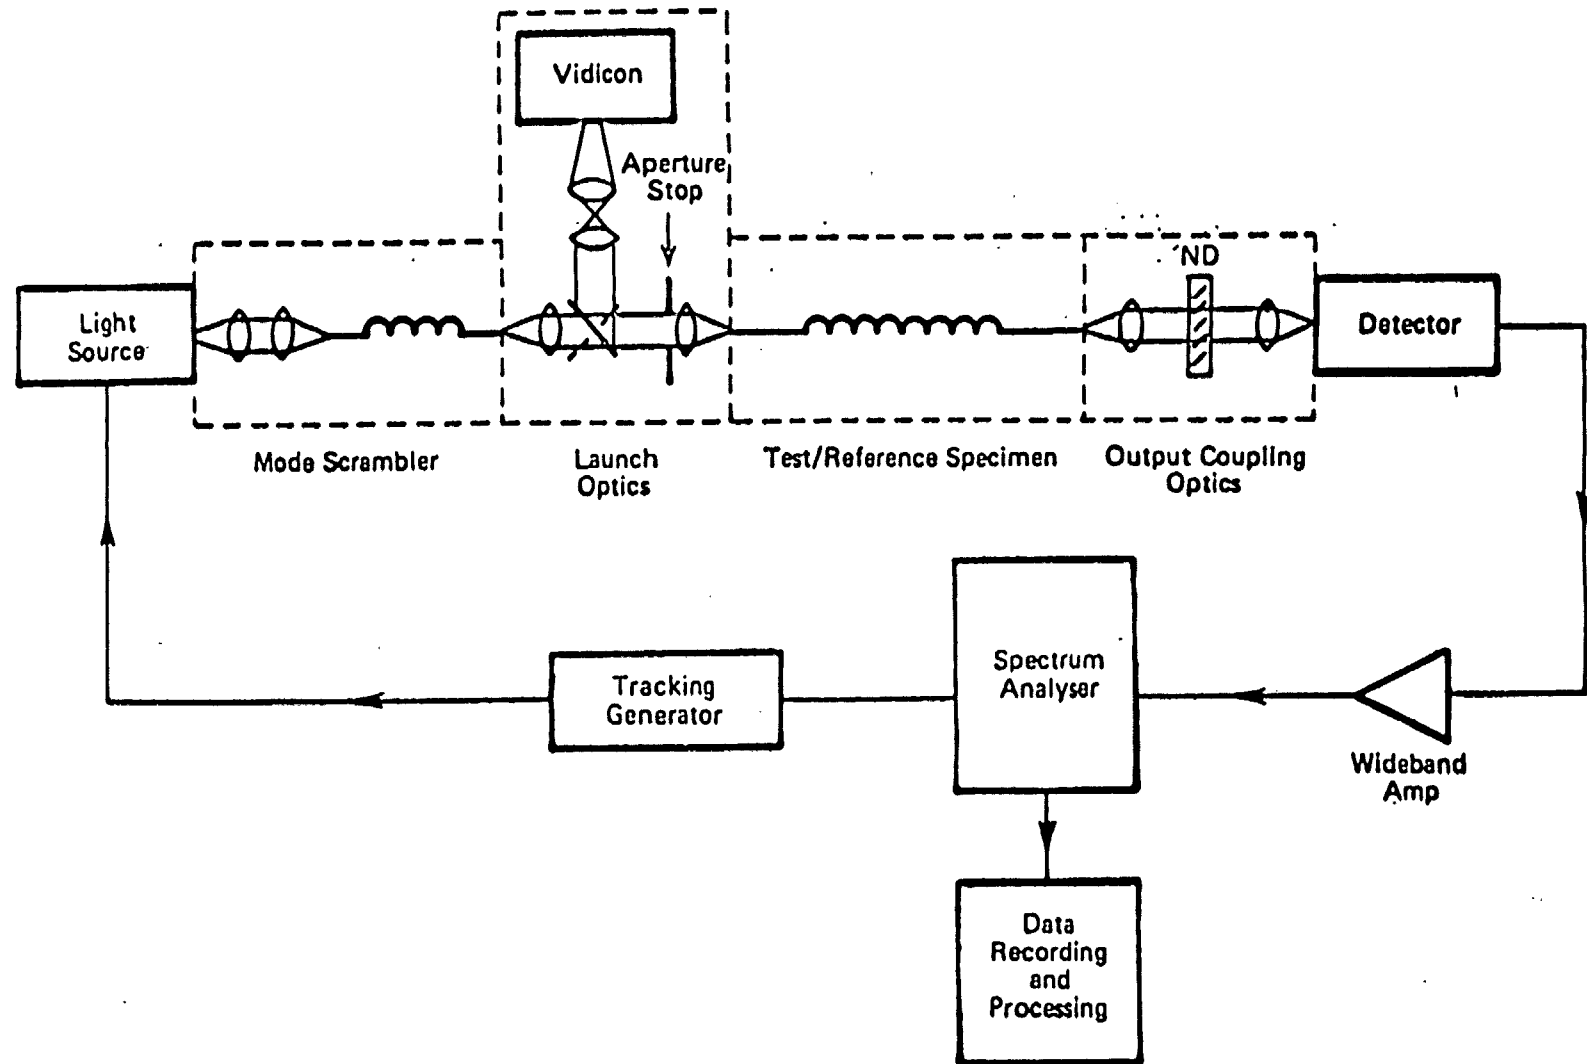 Vidicon
Aperture
Stop
ND
Light
Source
Detector
Mode Scrambler
Launch
Optics
Test/Reference Specimen
Output Coupling
Optics
Tracking
Generator
Spectrum
Analyser
Wideband
Amp
Data
Recording
and
Processing